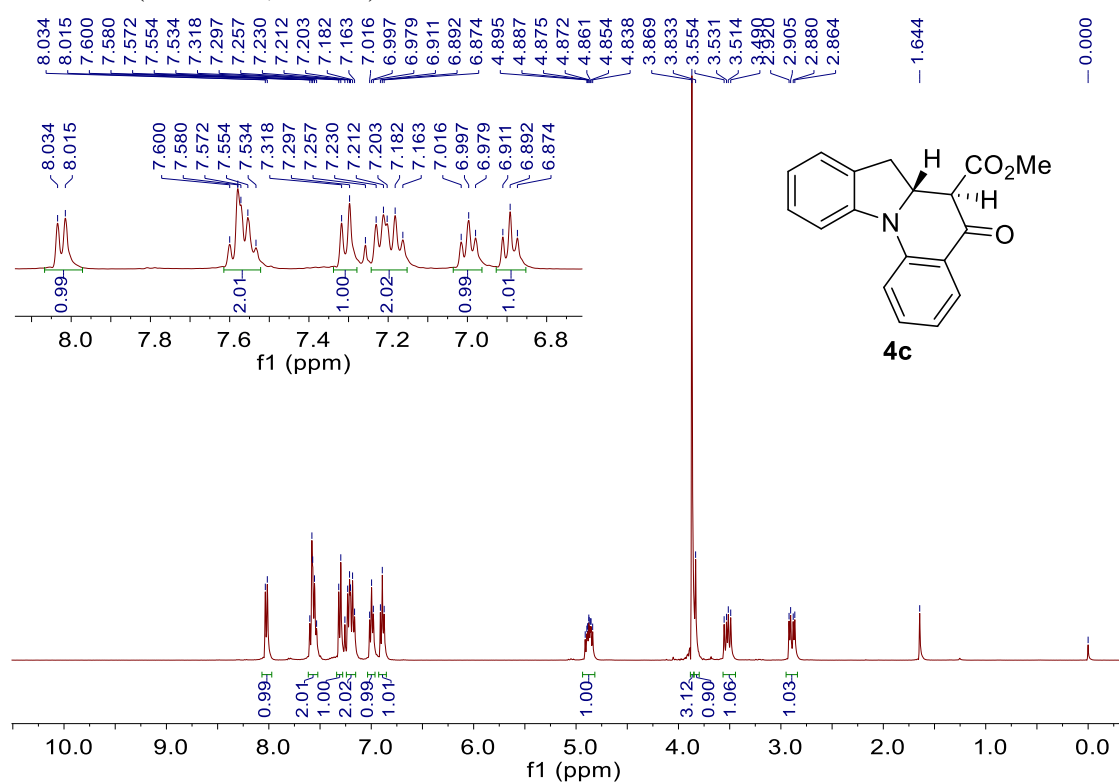 8.034 8.015 7.600 7.580 7.572 7.554 7.534 7.318 7.297 7.257 7.230 7.212 7.203 7.182 7.163 7.016 6.997 6.979 6.911 6.892 6.874 4.895 4.887 4.875 4.872 4.861 4.854 4.838 3.869 3.833 3.554 3.531 3.514 3.490 2.920 2.905 2.880 2.864 1.644 0.000
8.034 8.015 7.600 7.580 7.572 7.554 7.534 7.318 7.297 7.257 7.230 7.212 7.203 7.182 7.163 7.016 6.997 6.979 6.911 6.892 6.874
0.99 2.01 1.00 2.02 0.99 1.01
8.0 7.8 7.6 7.4 7.2 7.0 6.8
f1 (ppm)
H
CO2Me
H
N
O
4c
0.99 2.01 1.00 2.02 0.99 1.01 1.00 3.12 0.90 1.06 1.03
10.0 9.0 8.0 7.0 6.0 5.0 4.0 3.0 2.0 1.0 0.0
f1 (ppm)